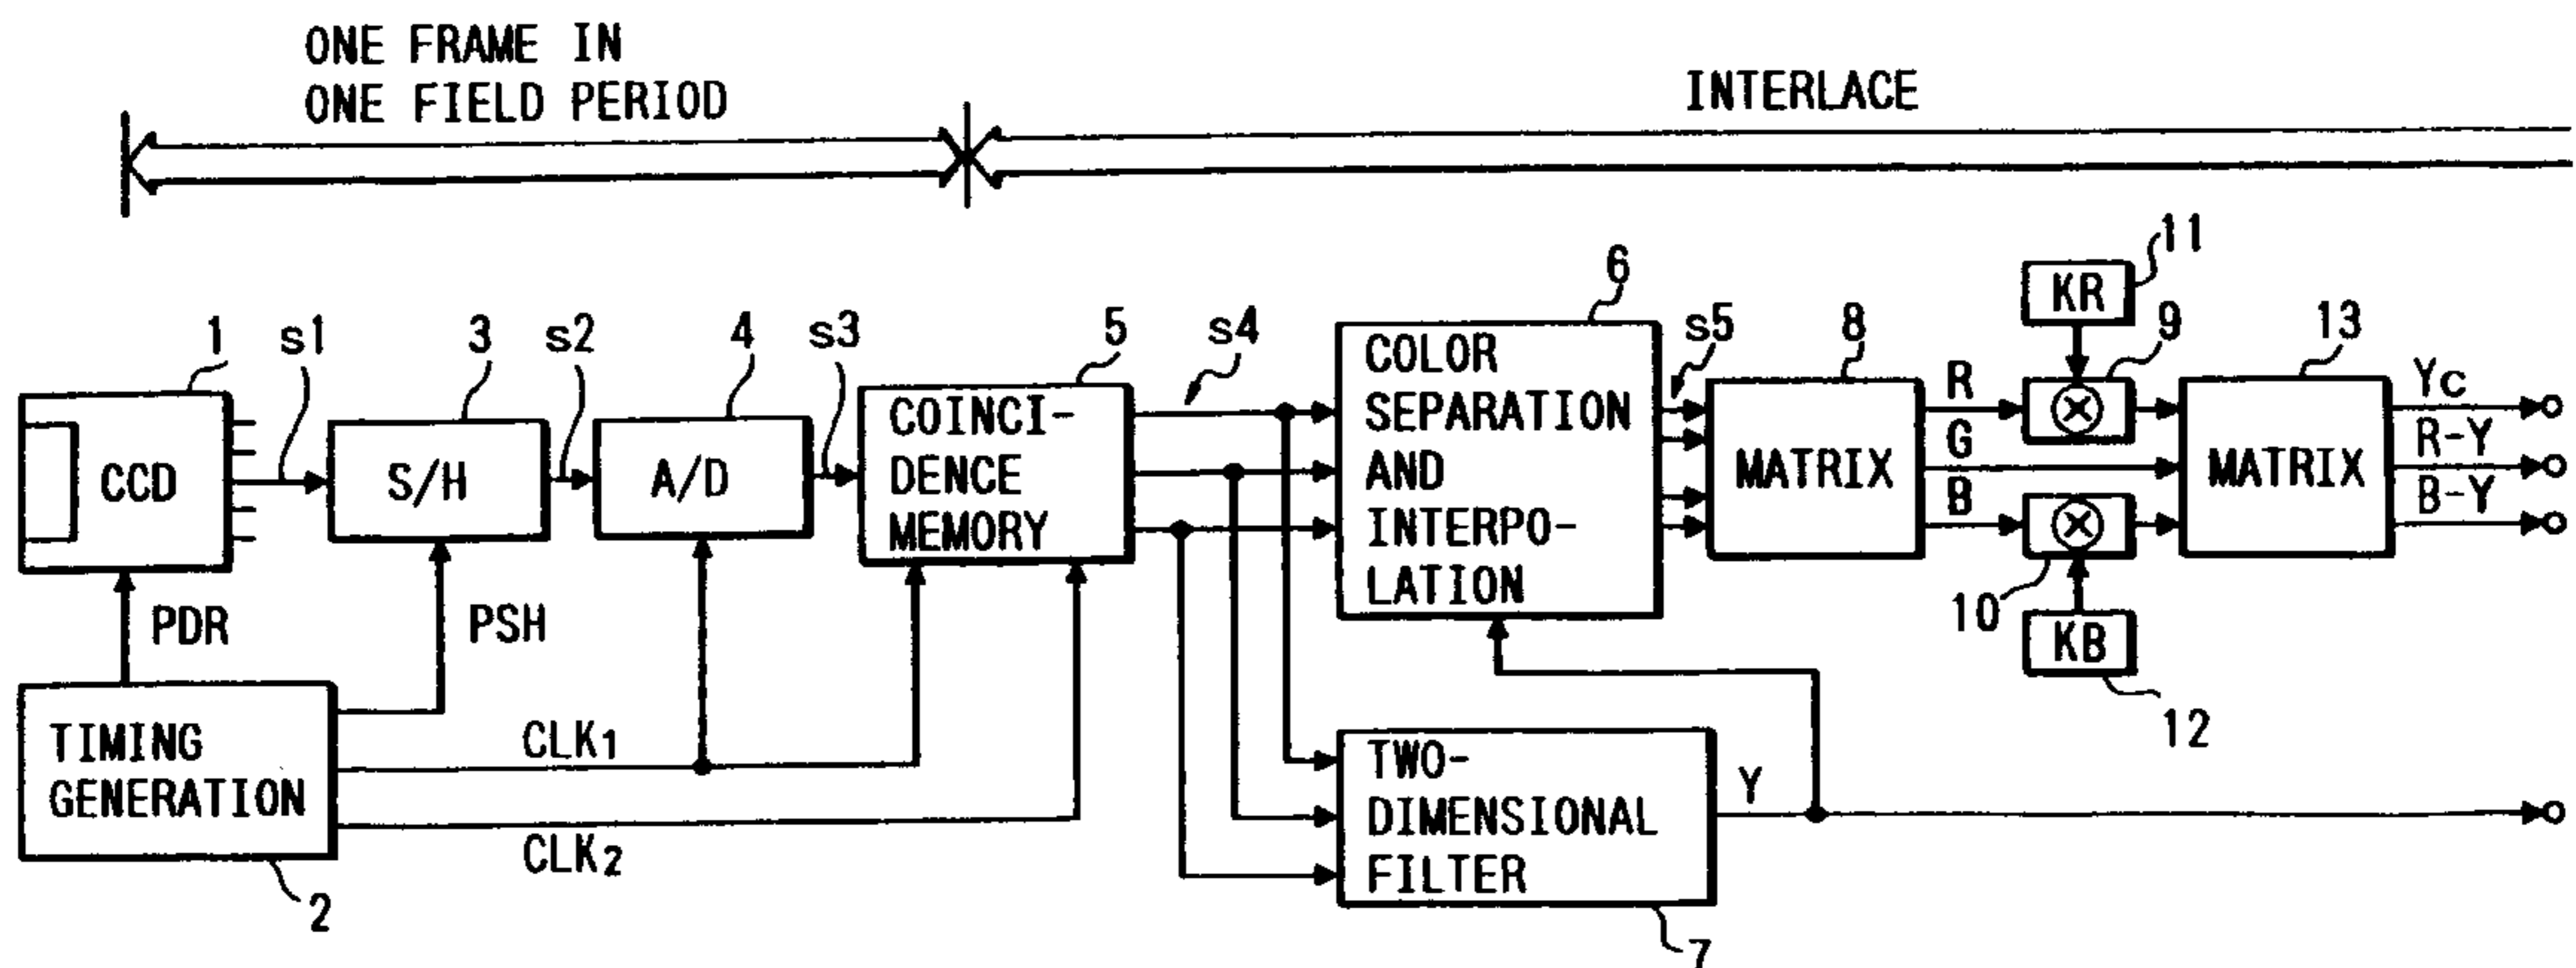 ONE FRAME IN
ONE FIELD PERIOD
INTERLACE
1
s1
3
s2
4
s3
5
s4
6
s5
8
11
KR
9
13
CCD
S/H
A/D
COINCI-
DENCE
MEMORY
COLOR
SEPARATION
AND
INTERPO-
LATION
MATRIX
R
G
B
MATRIX
Yc
R-Y
B-Y
10
KB
12
PDR
PSH
TIMING
GENERATION
2
CLK1
CLK2
TWO-
DIMENSIONAL
FILTER
7
Y